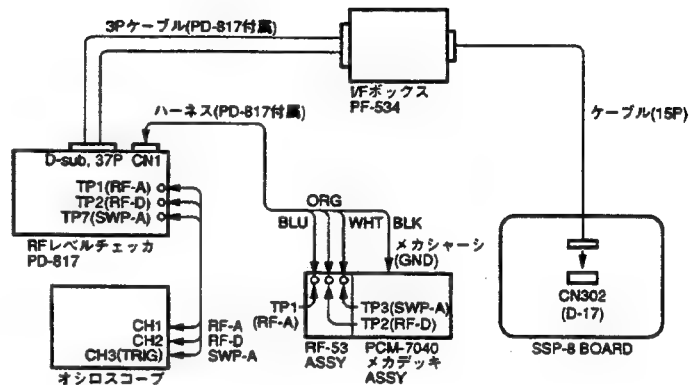 3Pケーブル(PD-817付属)
I/Fボックス
PF-534
ハーネス(PD-817付属)
ケーブル(15P)
D-sub, 37P CN1
TP1(RF-A)
TP2(RF-D)
TP7(SWP-A)
RFレベルチェッカ
PD-817
ORG
BLU
WHT
BLK
メカシャーシ
(GND)
TP1
(RF-A)
TP3(SWP-A)
TP2(RF-D)
RF-53
ASSY
PCM-7040
メカデッキ
ASSY
CN302
(D-17)
SSP-8 BOARD
CH1
CH2
CH3(TRIG)
RF-A
RF-D
SWP-A
オシロスコープ